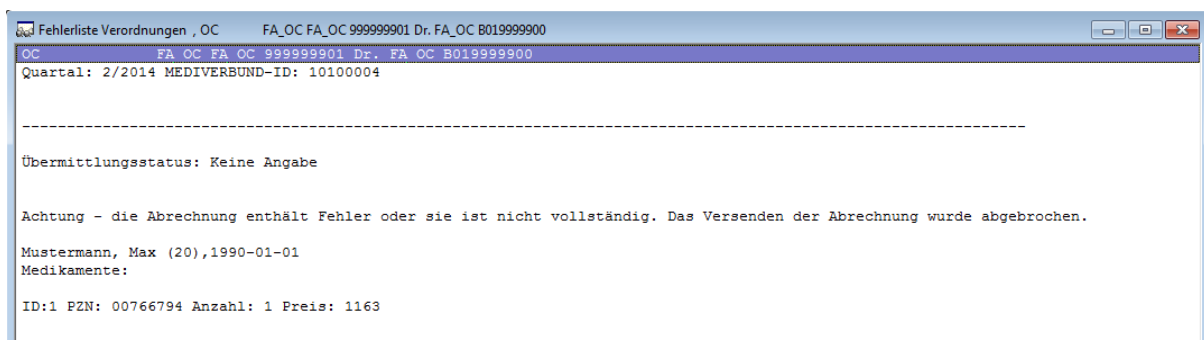 Fehlerliste Verordnungen , OC FA_OC FA_OC 999999901 Dr. FA_OC B019999900
OC FA OC FA OC 999999901 Dr. FA OC B019999900
Quartal: 2/2014 MEDIVERBUND-ID: 10100004
Übermittlungsstatus: Keine Angabe
Achtung - die Abrechnung enthält Fehler oder sie ist nicht vollständig. Das Versenden der Abrechnung wurde abgebrochen.
Mustermann, Max (20),1990-01-01
Medikamente:
ID:1 PZN: 00766794 Anzahl: 1 Preis: 1163